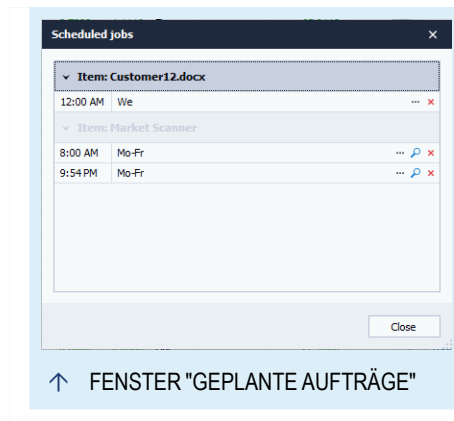 Scheduled jobs
Item: Customer12.docx
12:00 AM We
Item: Market Scanner
8:00 AM Mo-Fr
9:54 PM Mo-Fr
Close
FENSTER "GEPLANTE AUFTRÄGE"